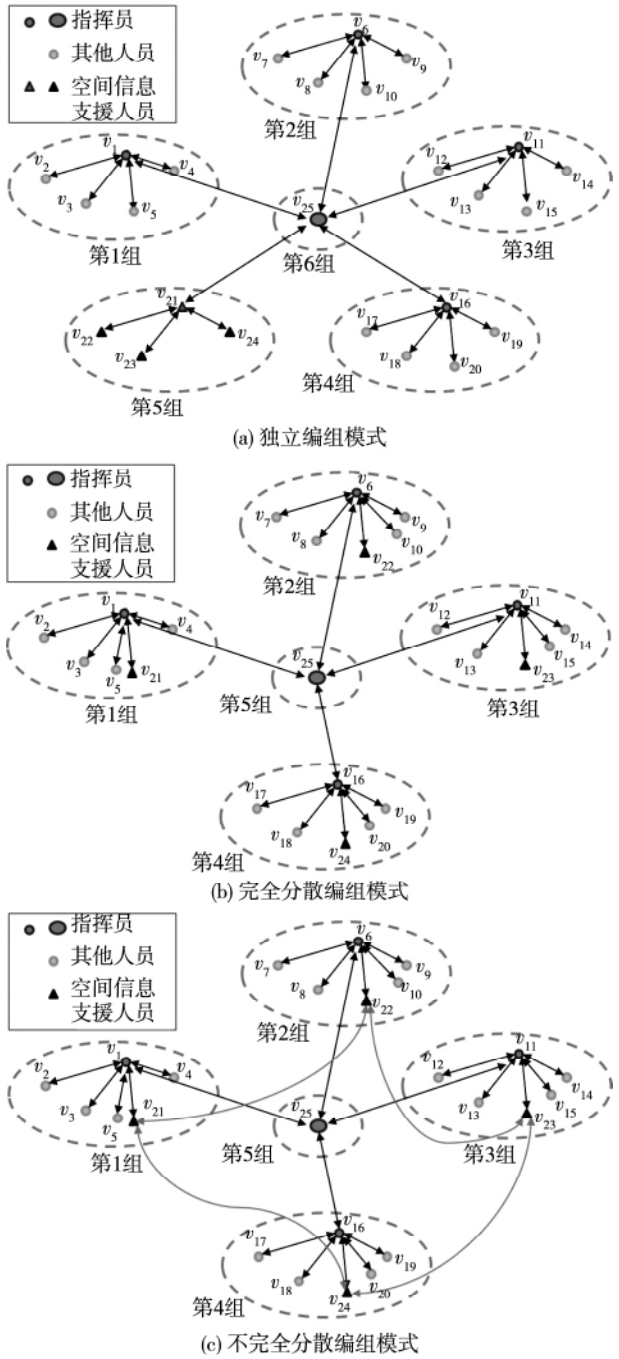 指挥员
其他人员
空间信息
支援人员
v6
v7
v9
v8
v10
第2组
v1
v2
v4
v3
v5
第1组
v11
v12
v14
v13
v15
第3组
v25
第6组
v21
v22
v24
v23
第5组
v16
v17
v19
v18
v20
第4组
(a) 独立编组模式
指挥员
其他人员
空间信息
支援人员
v6
v7
v9
v8
v10
v22
第2组
v1
v2
v4
v3
v5
v21
第1组
v11
v12
v14
v13
v15
v23
第3组
v25
第5组
v16
v17
v19
v18
v20
v24
第4组
(b) 完全分散编组模式
指挥员
其他人员
空间信息
支援人员
v6
v7
v9
v8
v10
v22
第2组
v1
v2
v4
v3
v21
v5
第1组
v11
v12
v14
v13
v15
v23
第3组
v25
第5组
v16
v17
v19
v18
v20
v24
第4组
(c) 不完全分散编组模式